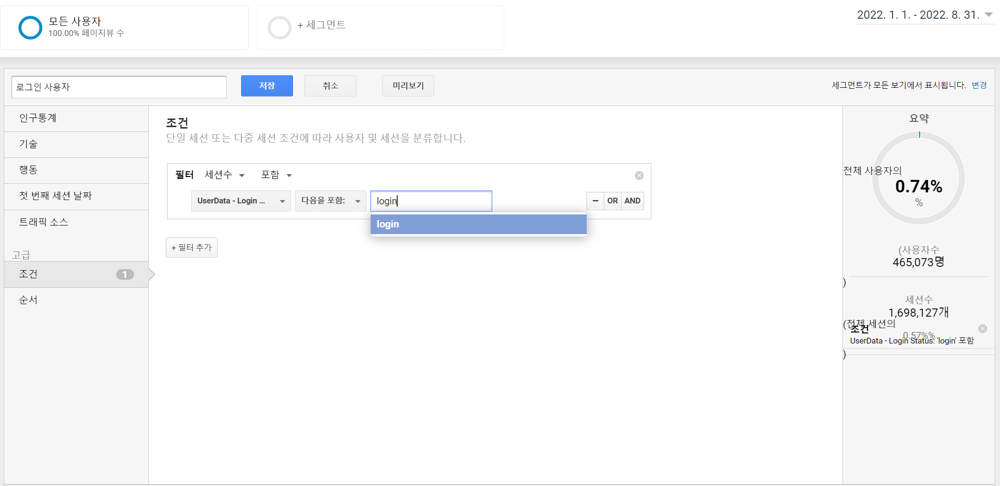 모든 사용자
100.00% 페이지뷰 수
+ 세그먼트
2022. 1. 1. - 2022. 8. 31.
로그인 사용자
저장
취소
미리보기
세그먼트가 모든 보기에서 표시됩니다. 변경
인구통계
기술
행동
첫 번째 세션 날짜
트래픽 소스
고급
조건 1
순서
조건
단일 세션 또는 다중 세션 조건에 따라 사용자 및 세션을 분류합니다.
필터 세션수 포함
UserData - Login ... 다음을 포함: login
− OR AND
login
+ 필터 추가
요약
전체 사용자의
0.74%
%
(사용자수
465,073명
)
세션수
1,698,127개
(전체 세션의
조건
0.57%%
UserData - Login Status: 'login' 포함
)